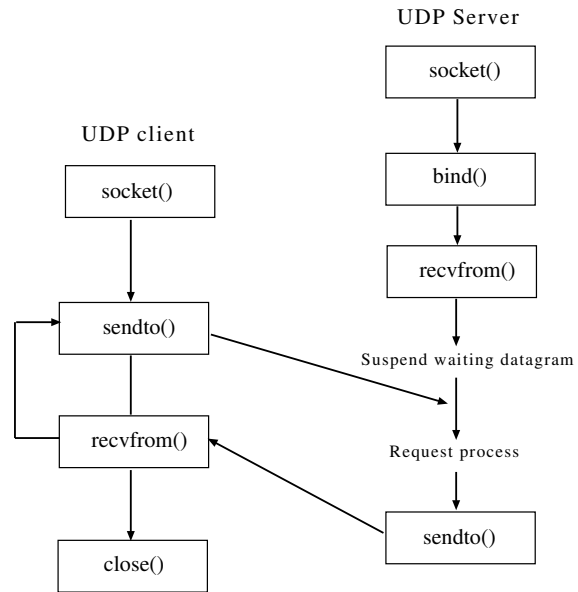 UDP Server
socket()
bind()
recvfrom()
Suspend waiting datagram
Request process
sendto()
UDP client
socket()
sendto()
recvfrom()
close()